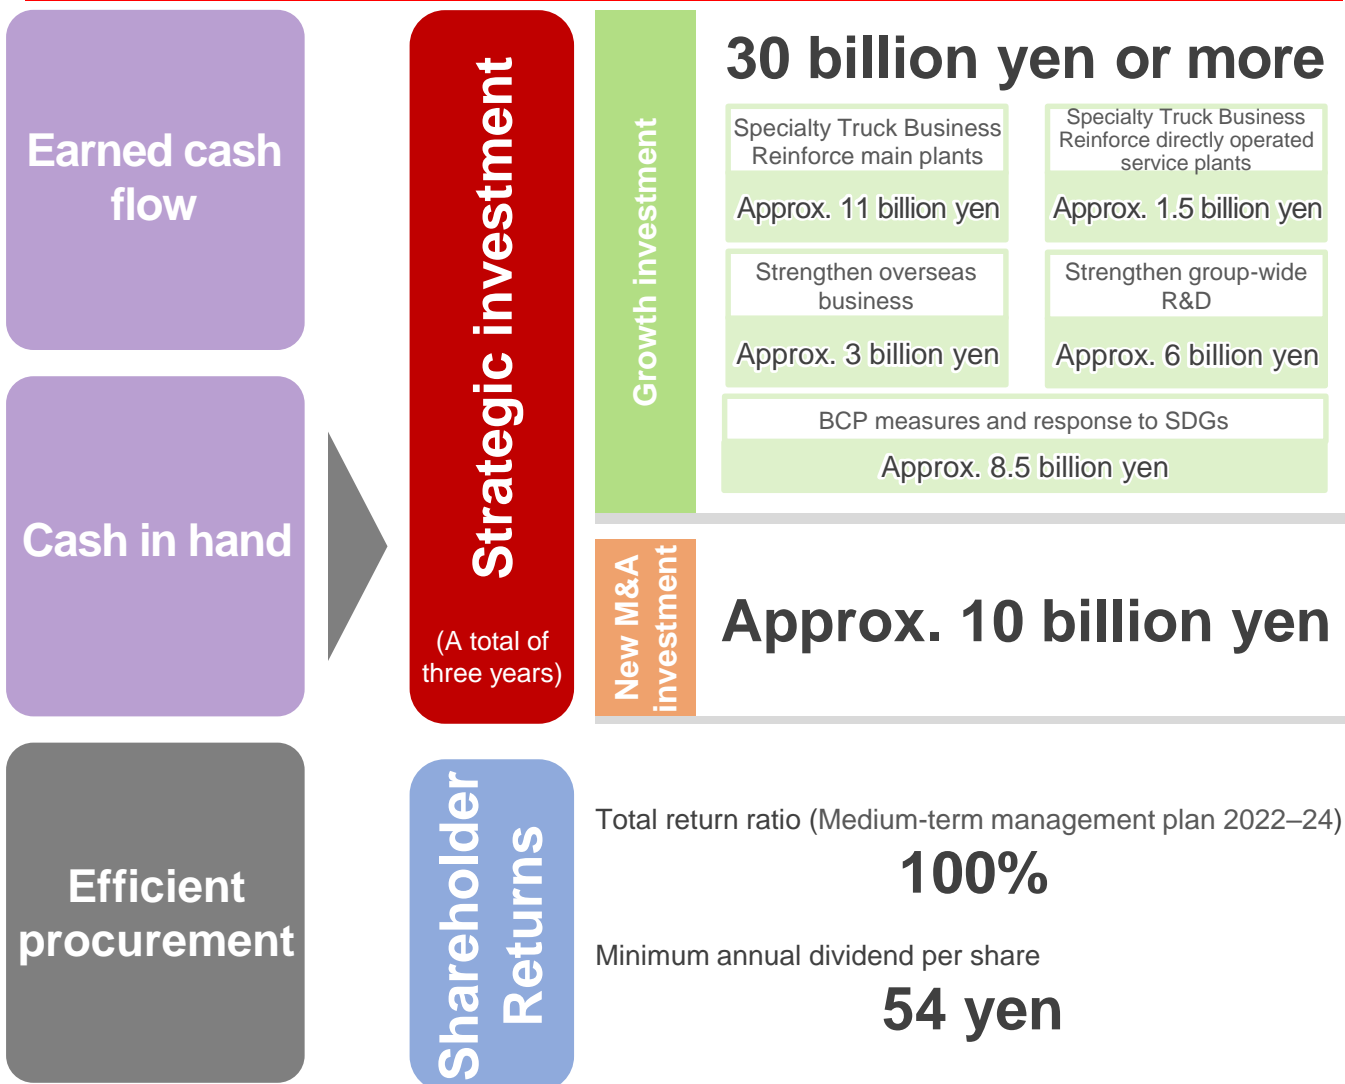 Earned cash
flow
Cash in hand
Efficient
procurement
Strategic investment
(A total of
three years)
Growth investment
30 billion yen or more
Specialty Truck Business
Reinforce main plants
Approx. 11 billion yen
Specialty Truck Business
Reinforce directly operated
service plants
Approx. 1.5 billion yen
Strengthen overseas
business
Approx. 3 billion yen
Strengthen group-wide
R&D
Approx. 6 billion yen
BCP measures and response to SDGs
Approx. 8.5 billion yen
New M&A
investment
Approx. 10 billion yen
Shareholder
Returns
Total return ratio (Medium-term management plan 2022–24)
100%
Minimum annual dividend per share
54 yen